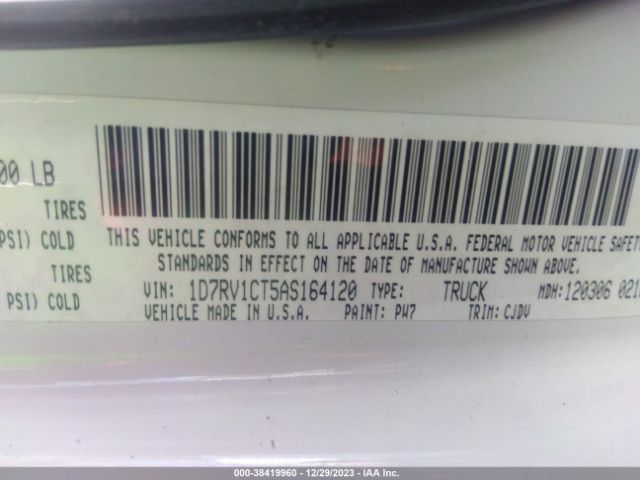 00 LB
TIRES
PSI) COLD
TIRES
PSI) COLD
THIS VEHICLE CONFORMS TO ALL APPLICABLE U.S.A. FEDERAL MOTOR VEHICLE SAFET
STANDARDS IN EFFECT ON THE DATE OF MANUFACTURE SHOWN ABOVE.
VIN: 1D7RV1CT5AS164120 TYPE: TRUCK MDH:120306 021
VEHICLE MADE IN U.S.A. PAINT: PW7 TRIM: CJDV
000-38419960 | 12/29/2023 | IAA Inc.